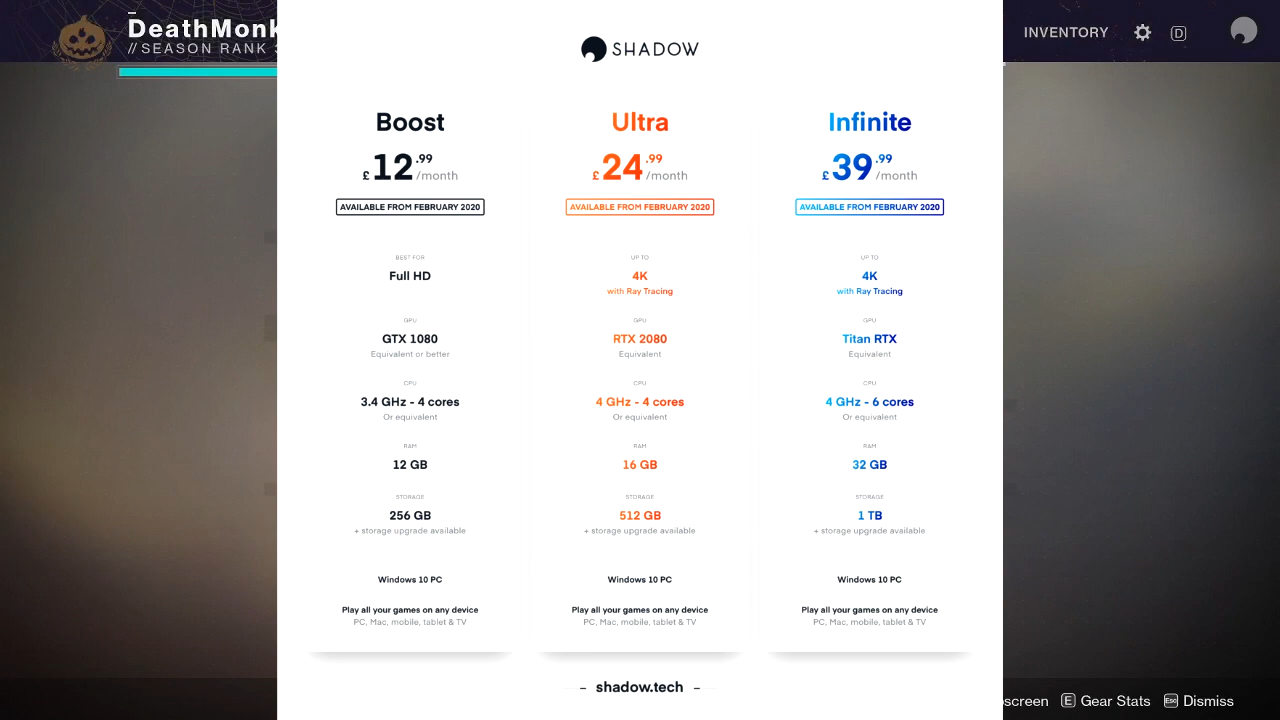 DeathMonk
// SEASON RANK 3
INVENTORY
D
SHADOW
Boost
£ 12 .99 /month
AVAILABLE FROM FEBRUARY 2020
BEST FOR
Full HD
GPU
GTX 1080
Equivalent or better
CPU
3.4 GHz - 4 cores
Or equivalent
RAM
12 GB
STORAGE
256 GB
+ storage upgrade available
Windows 10 PC
Play all your games on any device
PC, Mac, mobile, tablet & TV
Ultra
£ 24 .99 /month
AVAILABLE FROM FEBRUARY 2020
UP TO
4K
with Ray Tracing
GPU
RTX 2080
Equivalent
CPU
4 GHz - 4 cores
Or equivalent
RAM
16 GB
STORAGE
512 GB
+ storage upgrade available
Windows 10 PC
Play all your games on any device
PC, Mac, mobile, tablet & TV
Infinite
£ 39 .99 /month
AVAILABLE FROM FEBRUARY 2020
UP TO
4K
with Ray Tracing
GPU
Titan RTX
Equivalent
CPU
4 GHz - 6 cores
Or equivalent
RAM
32 GB
STORAGE
1 TB
+ storage upgrade available
Windows 10 PC
Play all your games on any device
PC, Mac, mobile, tablet & TV
– shadow.tech –
screen E Gear Stats Esc Dismiss